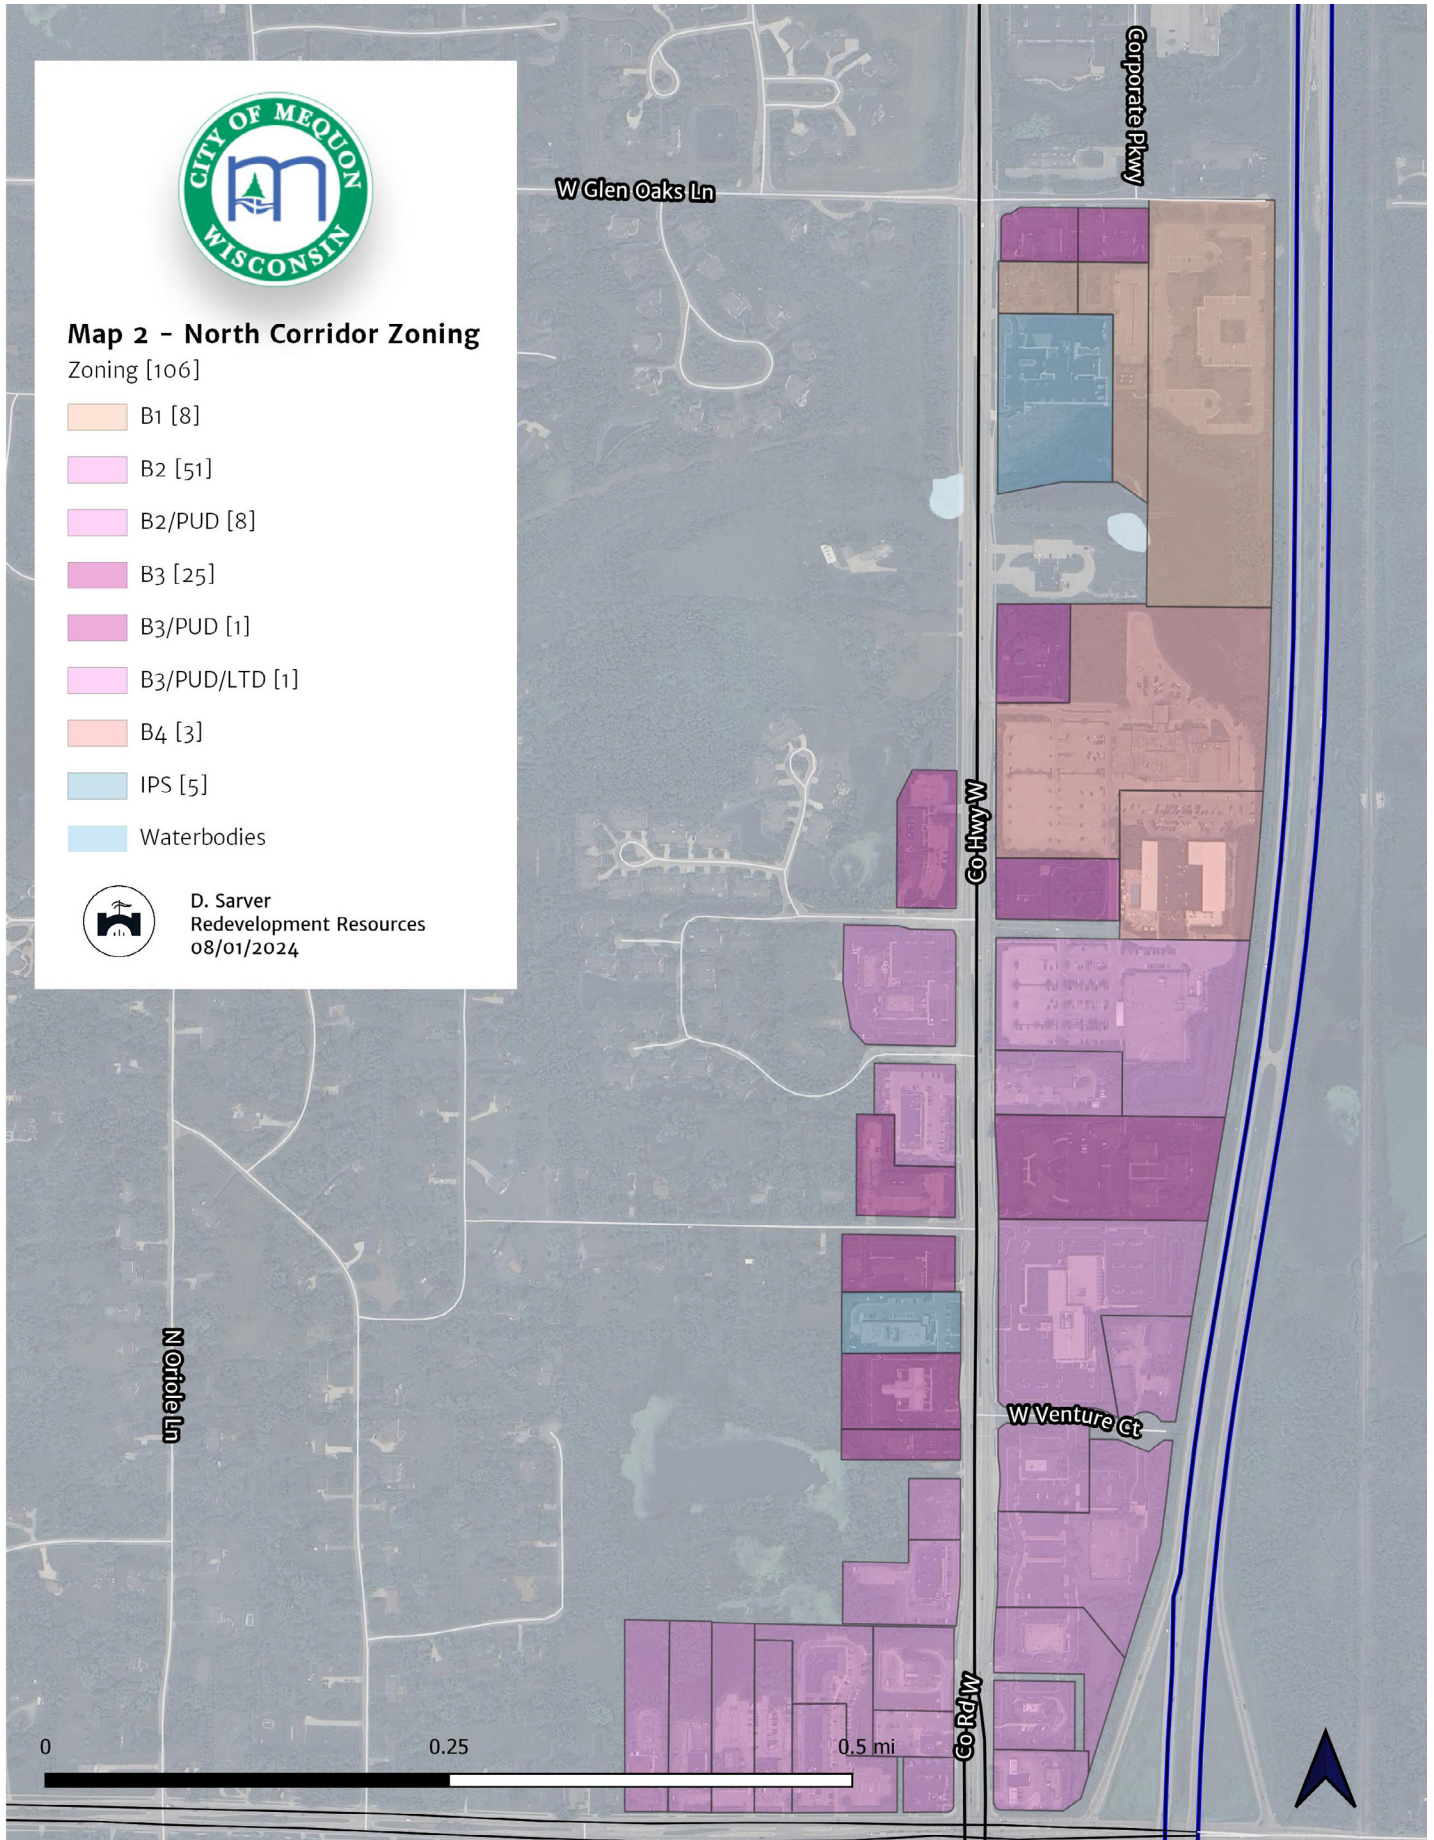 CITY OF MEQUON
WISCONSIN
Map 2 - North Corridor Zoning
Zoning [106]
B1 [8]
B2 [51]
B2/PUD [8]
B3 [25]
B3/PUD [1]
B3/PUD/LTD [1]
B4 [3]
IPS [5]
Waterbodies
D. Sarver
Redevelopment Resources
08/01/2024
Corporate Pkwy
W Glen Oaks Ln
Co Hwy W
N Oriole Ln
W Venture Ct
Co Rd W
0 0.25 0.5 mi